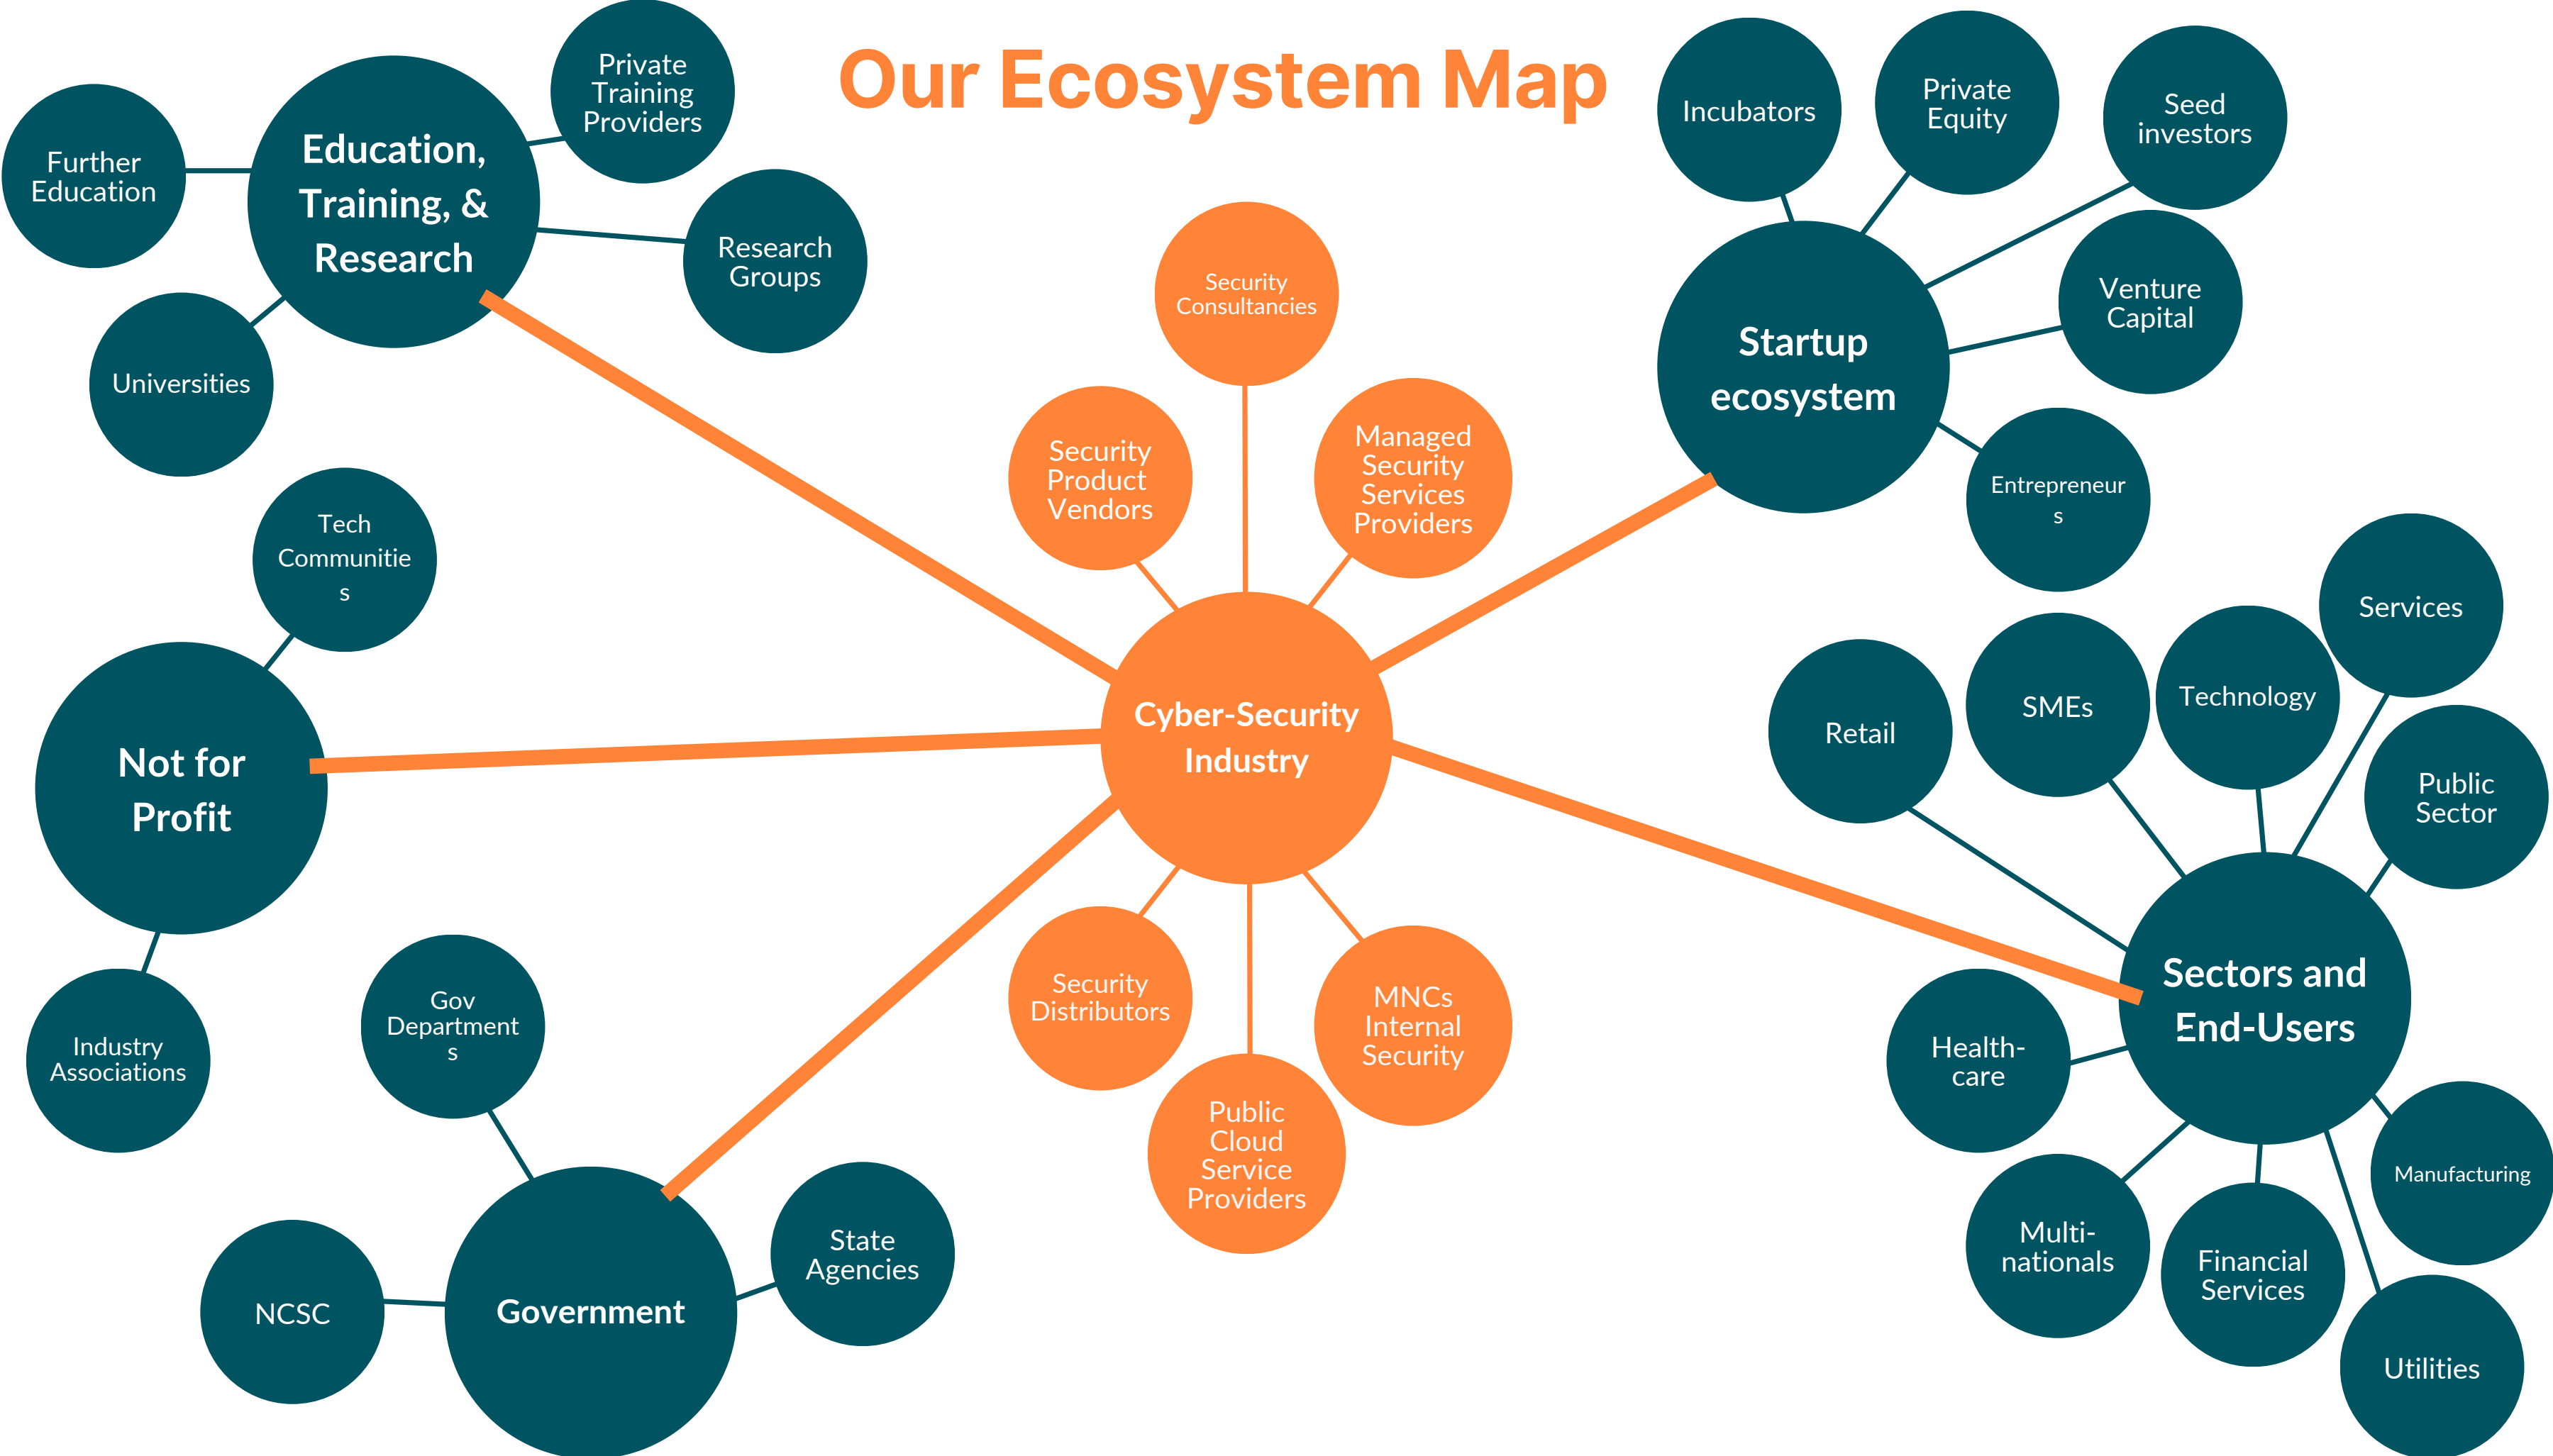 Our Ecosystem Map
Private
Training
Providers
Further
Education
Education,
Training, &
Research
Research
Groups
Universities
Incubators
Private
Equity
Seed
investors
Venture
Capital
Startup
ecosystem
Entrepreneur
s
Security
Consultancies
Security
Product
Vendors
Managed
Security
Services
Providers
Cyber-Security
Industry
Security
Distributors
MNCs
Internal
Security
Public
Cloud
Service
Providers
Tech
Communitie
s
Not for
Profit
Industry
Associations
Gov
Department
s
NCSC
Government
State
Agencies
Services
Technology
SMEs
Retail
Public
Sector
Sectors and
End-Users
Health-
care
Manufacturing
Multi-
nationals
Financial
Services
Utilities